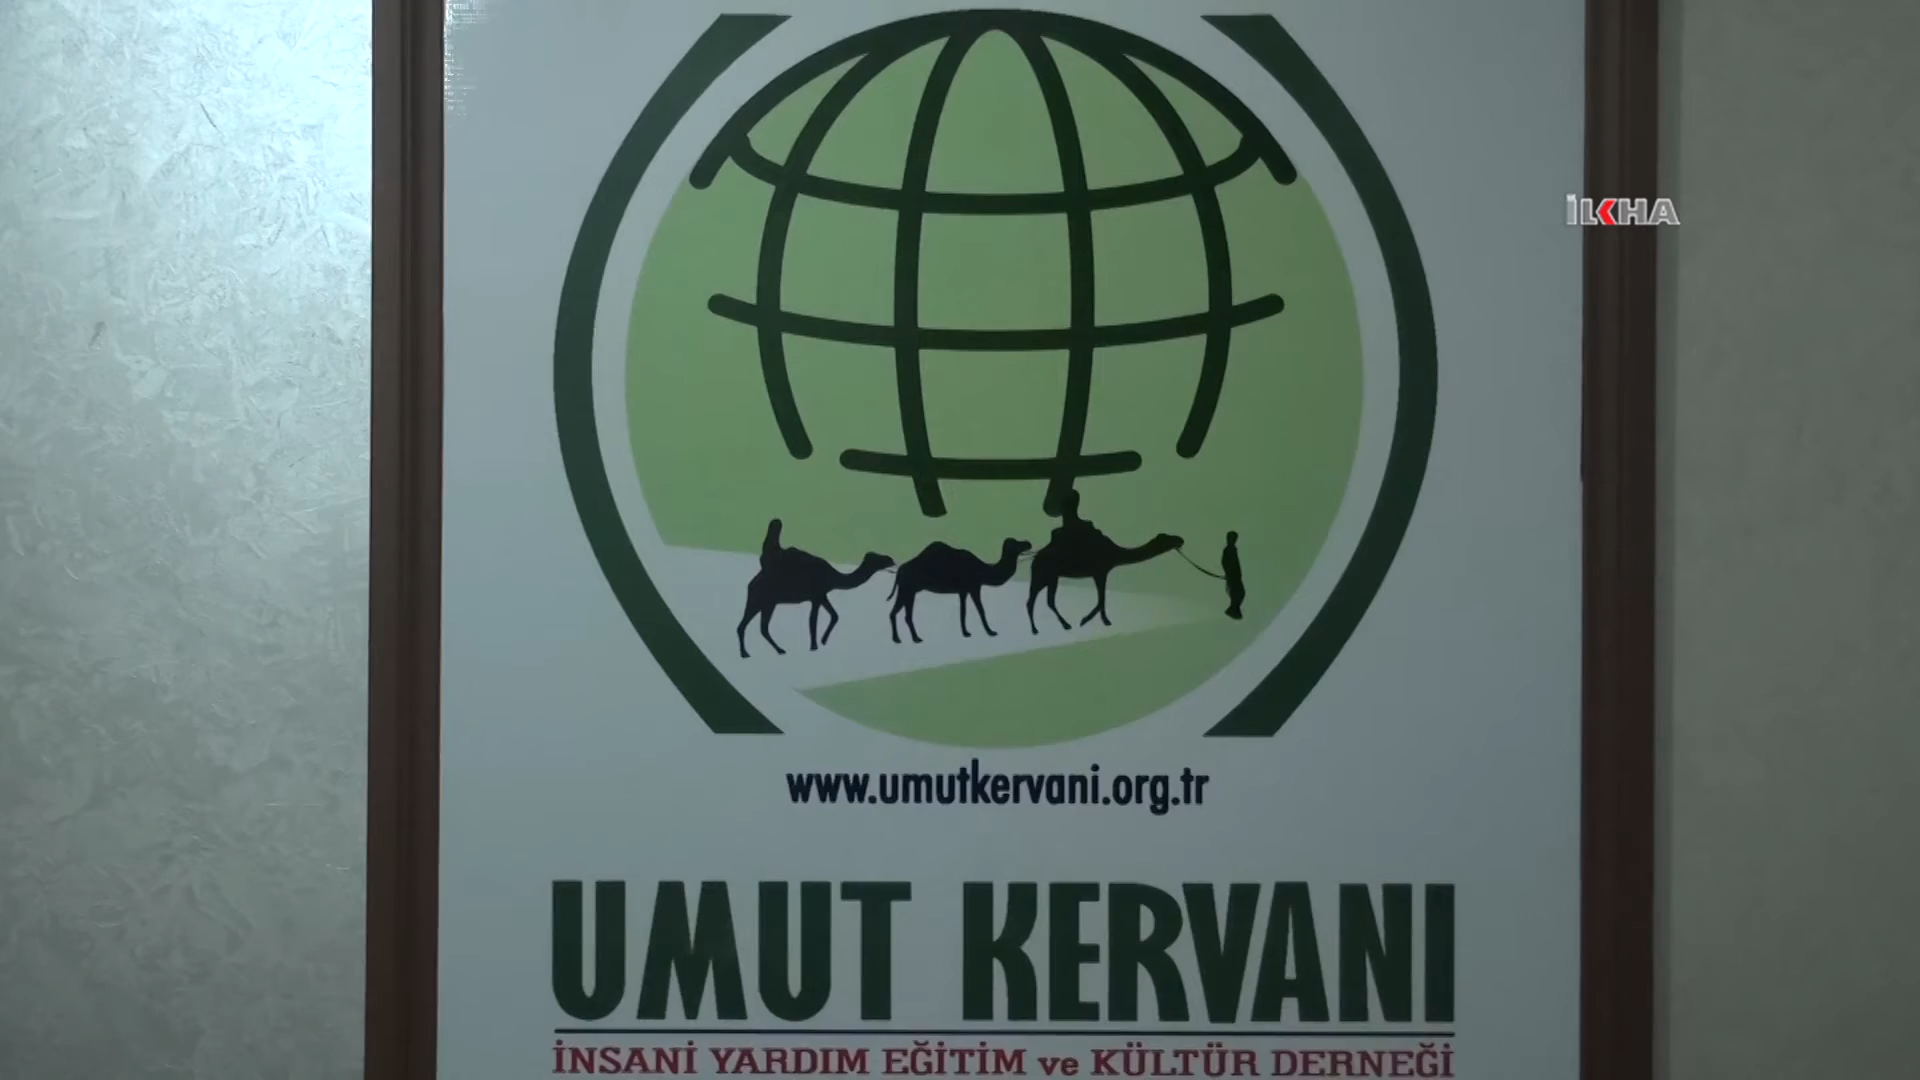 İLKHA
www.umutkervani.org.tr
UMUT KERVANI
İNSANİ YARDIM EĞİTİM ve KÜLTÜR DERNEĞİ